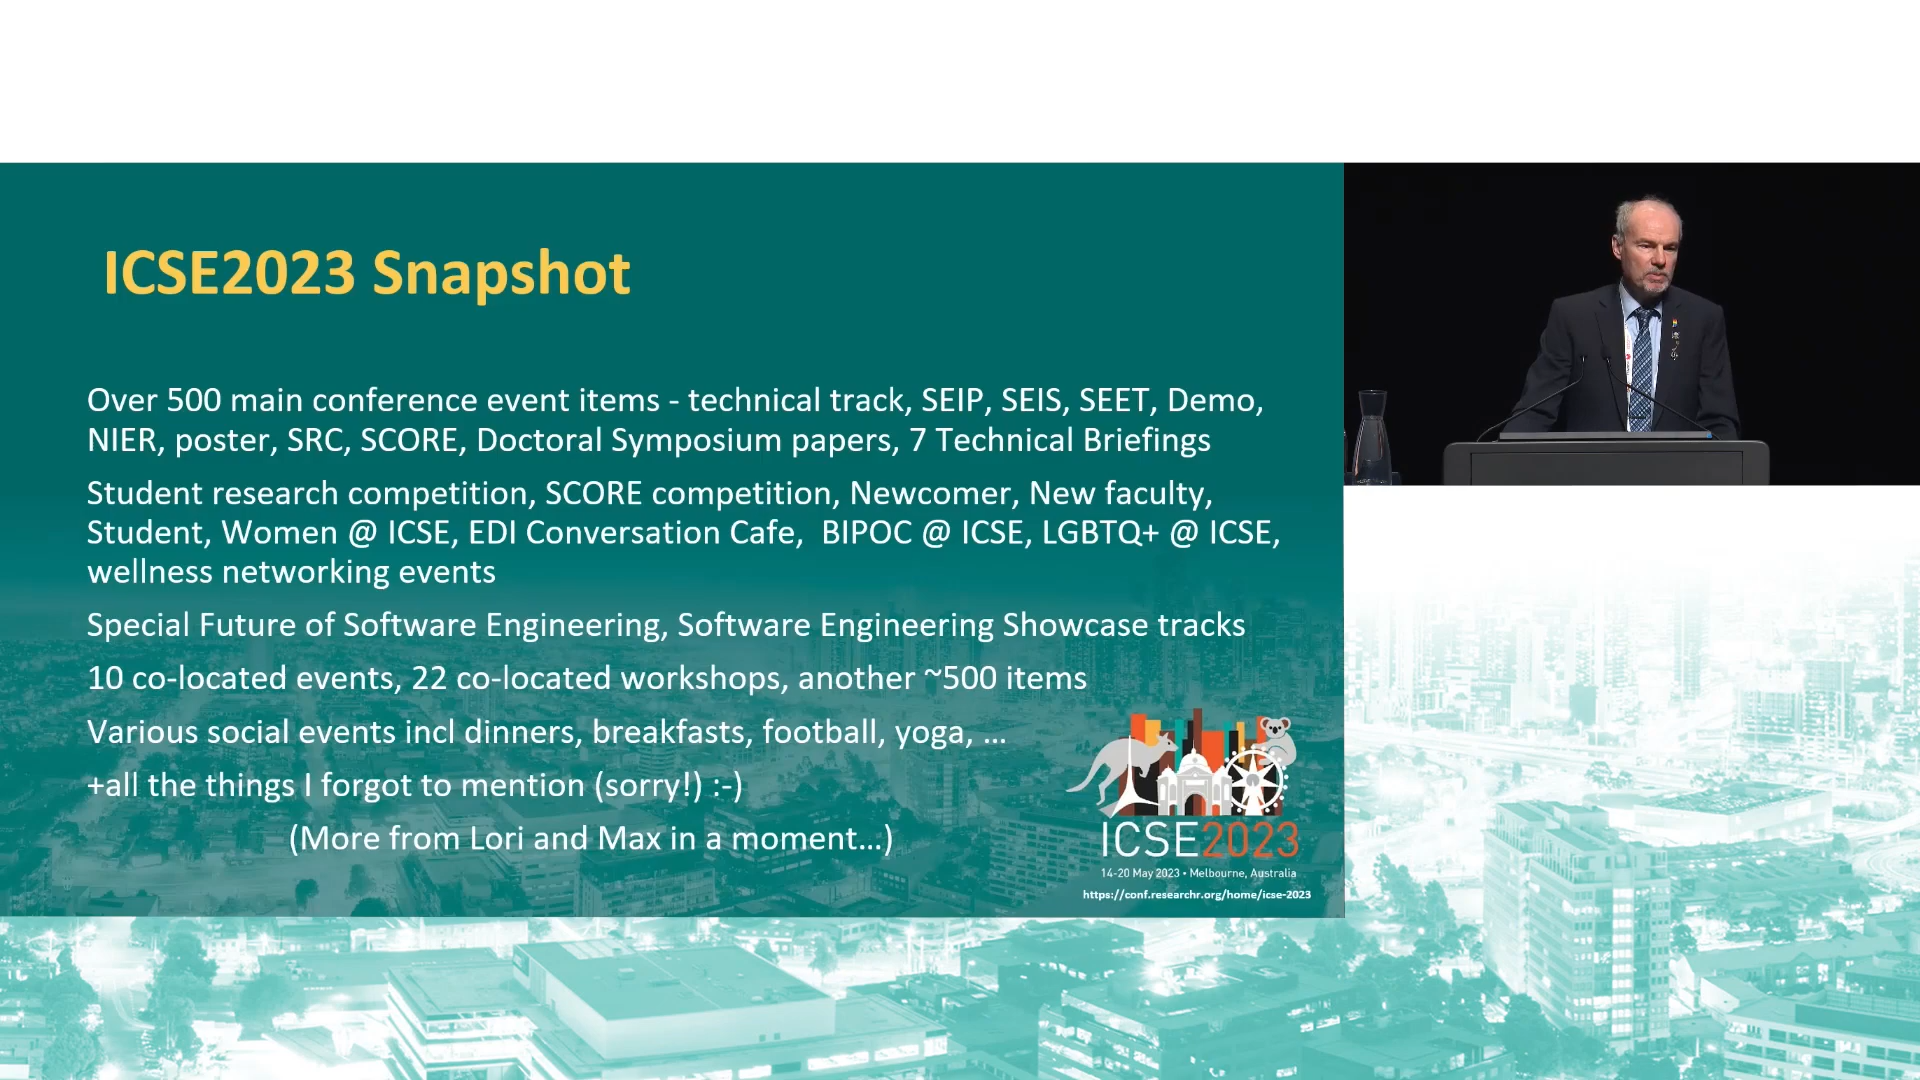 ICSE2023 Snapshot
Over 500 main conference event items - technical track, SEIP, SEIS, SEET, Demo,
NIER, poster, SRC, SCORE, Doctoral Symposium papers, 7 Technical Briefings
Student research competition, SCORE competition, Newcomer, New faculty,
Student, Women @ ICSE, EDI Conversation Cafe,  BIPOC @ ICSE, LGBTQ+ @ ICSE,
wellness networking events
Special Future of Software Engineering, Software Engineering Showcase tracks
10 co-located events, 22 co-located workshops, another ~500 items
Various social events incl dinners, breakfasts, football, yoga, ...
+all the things I forgot to mention (sorry!) :-)
(More from Lori and Max in a moment...)
ICSE2023
14-20 May 2023 • Melbourne, Australia
https://conf.researchr.org/home/icse-2023